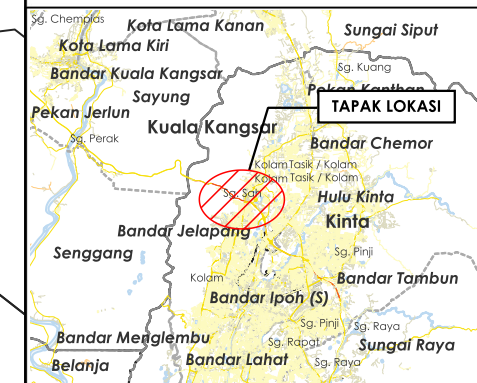 Sg. Chempias
Kota Lama Kanan
Sungai Siput
Kota Lama Kiri
Sg. Kuang
Bandar Kuala Kangsar
Pekan Kanthan
Sayung
TAPAK LOKASI
Pekan Jerlun
Kuala Kangsar
Sg. Perak
Bandar Chemor
Kolam Tasik / Kolam
Kolam Tasik / Kolam
Sg. Sah
Hulu Kinta
Kinta
Bandar Jelapang
Senggang
Sg. Pinji
Kolam
Bandar Tambun
Bandar Ipoh (S)
Sg. Pinji
Sg. Raya
Bandar Menglembu
Sg. Rapat
Sungai Raya
Belanja
Bandar Lahat
Sg. Raya